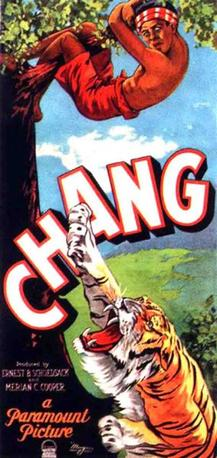 CHANG
Produced by
ERNEST B. SCHOEDSACK
and
MERIAN C. COOPER
a
Paramount
Picture